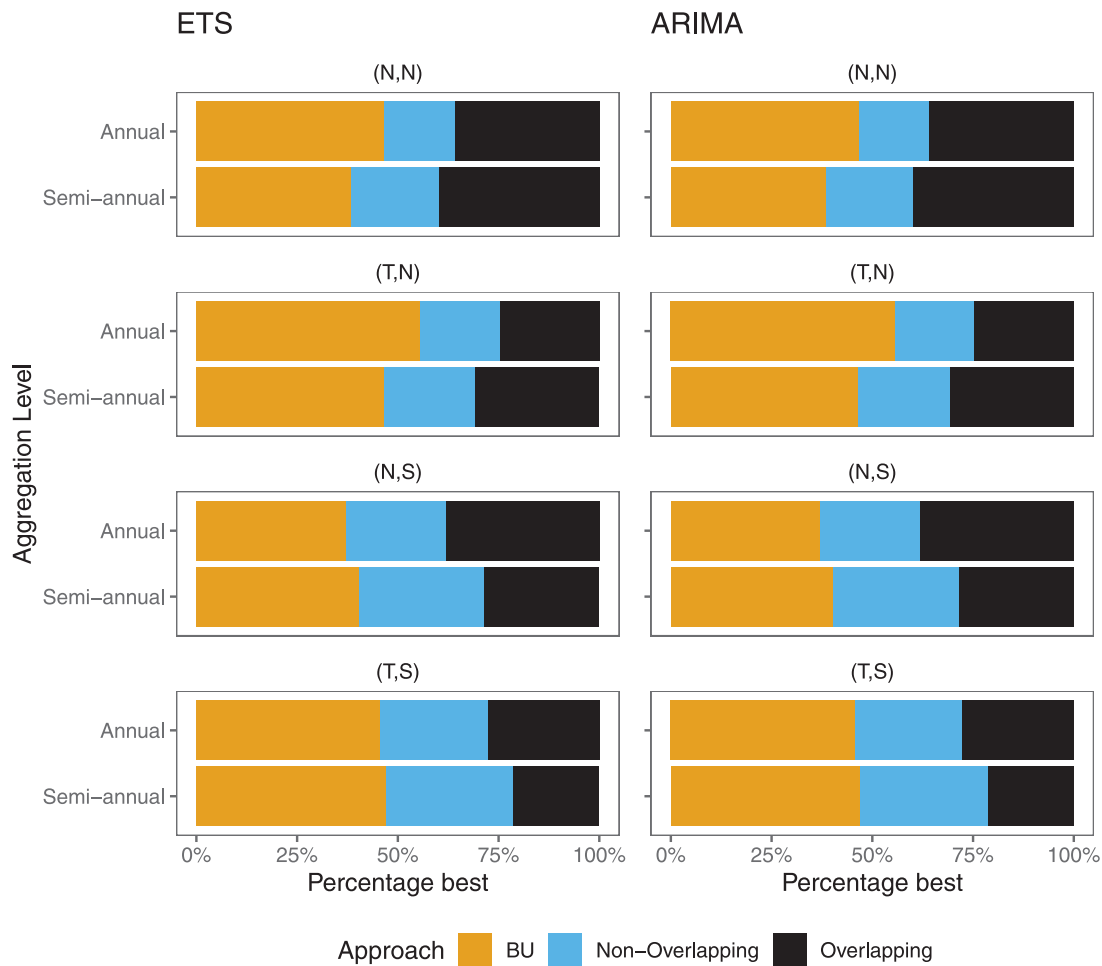 ETS
ARIMA
(N,N)
(N,N)
Annual
Semi−annual
(T,N)
(T,N)
Annual
Semi−annual
Aggregation Level
(N,S)
(N,S)
Annual
Semi−annual
(T,S)
(T,S)
Annual
Semi−annual
0% 25% 50% 75% 100%
0% 25% 50% 75% 100%
Percentage best
Percentage best
Approach BU Non−Overlapping Overlapping